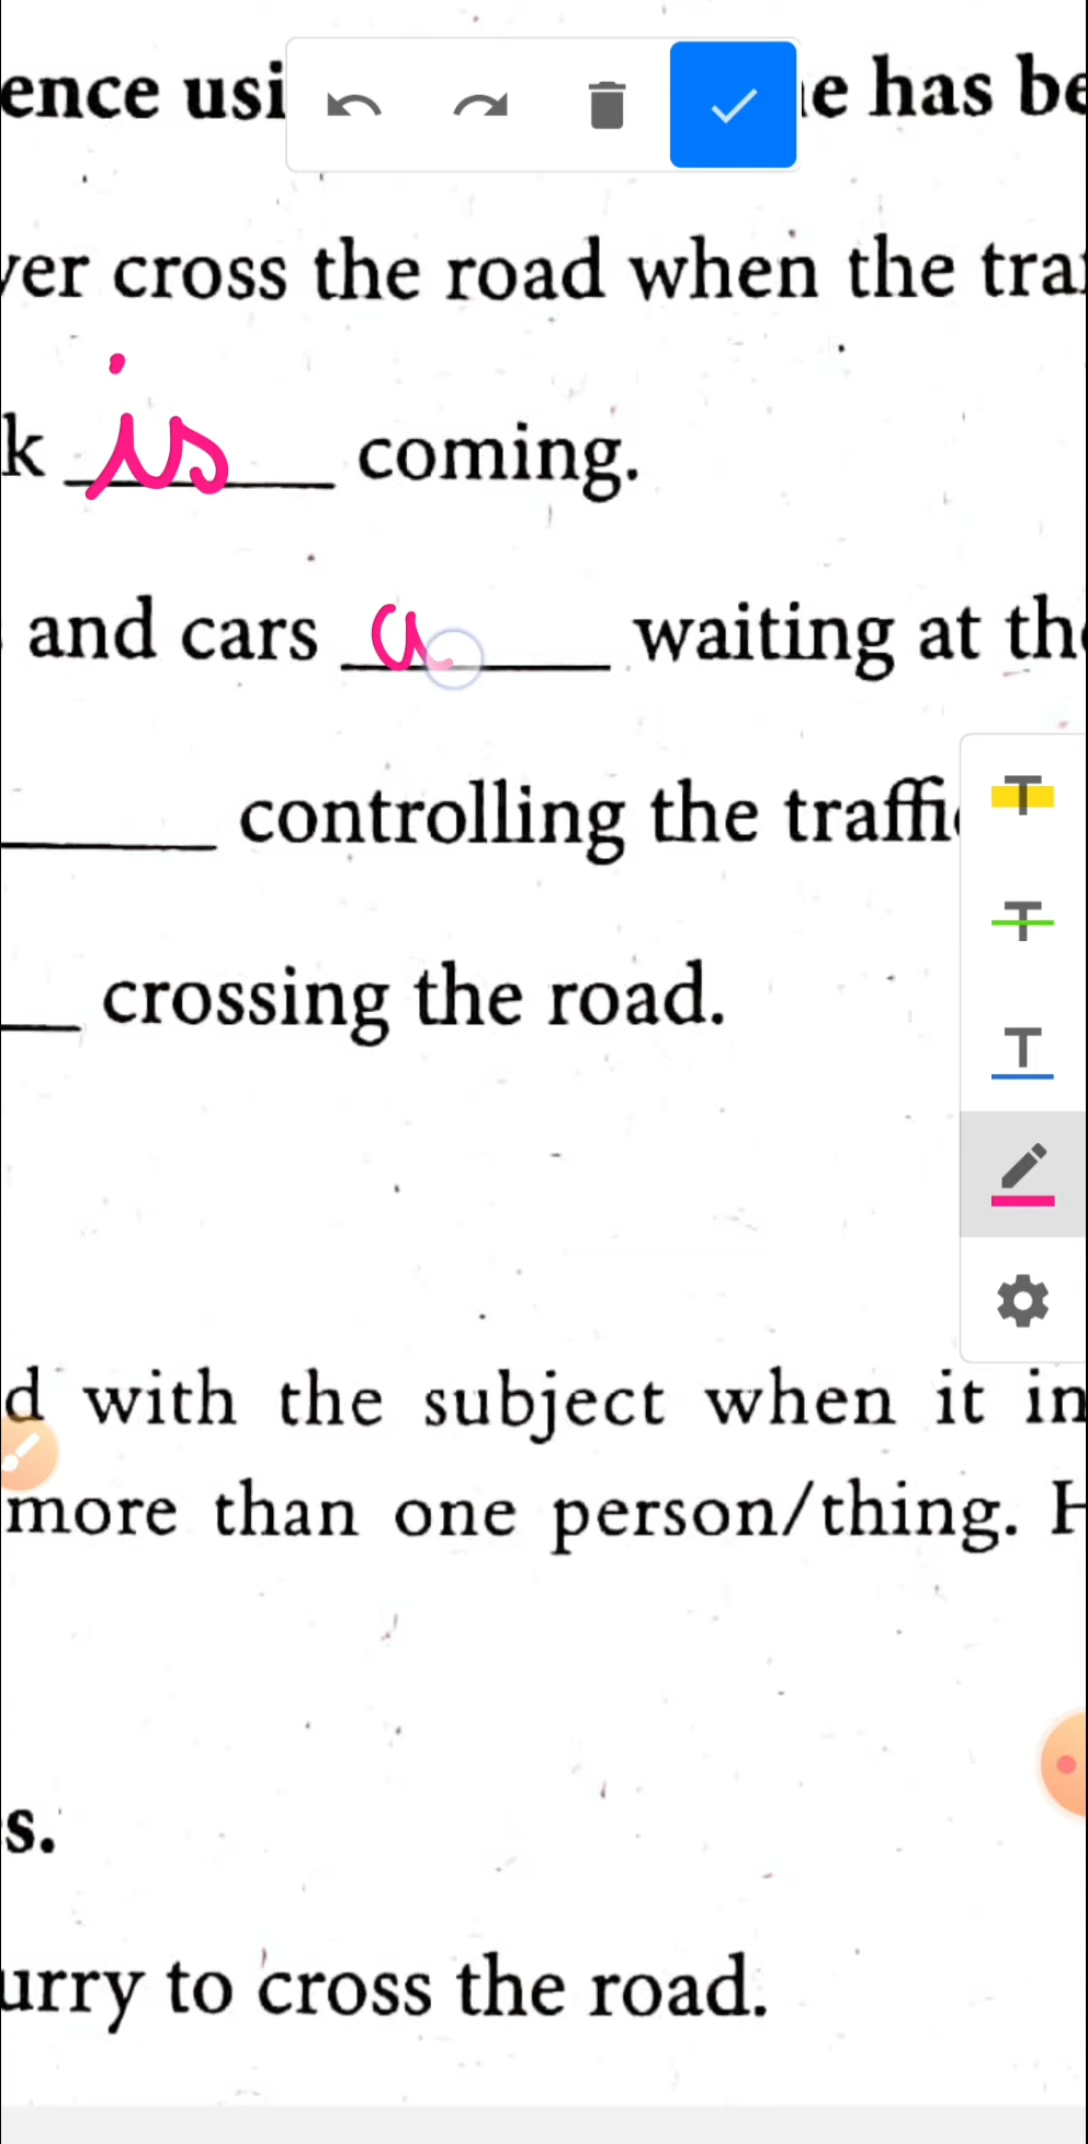 ence usi e has be
ver cross the road when the tra
k is coming.
and cars a waiting at the
controlling the traffic
crossing the road.
d with the subject when it in
more than one person/thing. H
s.
urry to cross the road.